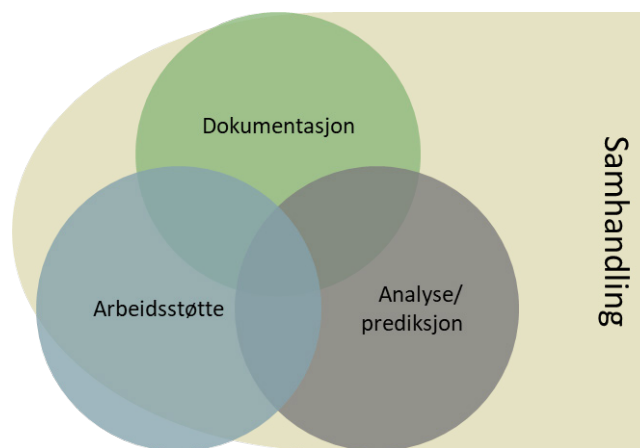 Dokumentasjon
Samhandling
Arbeidsstøtte
Analyse/
prediksjon